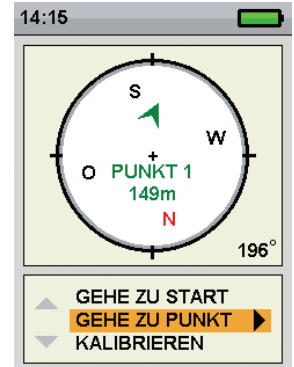 14:15
S
W
O
PUNKT 1
149m
N
196°
GEHE ZU START
GEHE ZU PUNKT
KALIBRIEREN